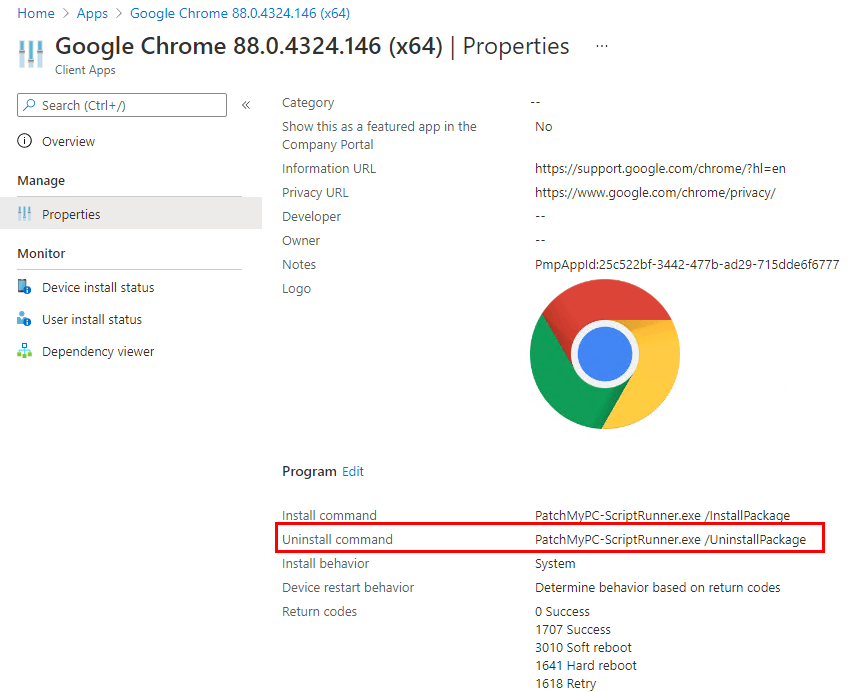 Home > Apps > Google Chrome 88.0.4324.146 (x64)
Google Chrome 88.0.4324.146 (x64) | Properties ...
Client Apps
Search (Ctrl+/) «
Overview
Manage
Properties
Monitor
Device install status
User install status
Dependency viewer
Category --
Show this as a featured app in the No
Company Portal
Information URL https://support.google.com/chrome/?hl=en
Privacy URL https://www.google.com/chrome/privacy/
Developer --
Owner --
Notes PmpAppId:25c522bf-3442-477b-ad29-715dde6f6777
Logo
Program Edit
Install command PatchMyPC-ScriptRunner.exe /InstallPackage
Uninstall command PatchMyPC-ScriptRunner.exe /UninstallPackage
Install behavior System
Device restart behavior Determine behavior based on return codes
Return codes 0 Success
1707 Success
3010 Soft reboot
1641 Hard reboot
1618 Retry